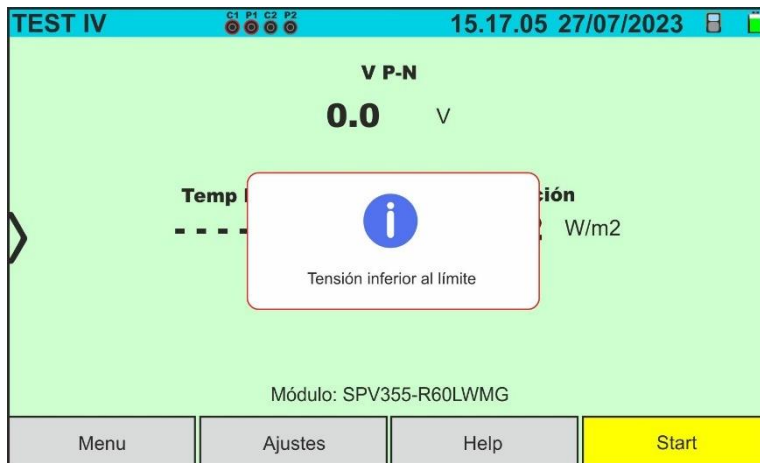 TEST IV C1 P1 C2 P2 15.17.05 27/07/2023
V P-N
0.0 V
Temp ción
- - - - W/m2
Tensión inferior al límite
Módulo: SPV355-R60LWMG
Menu Ajustes Help Start